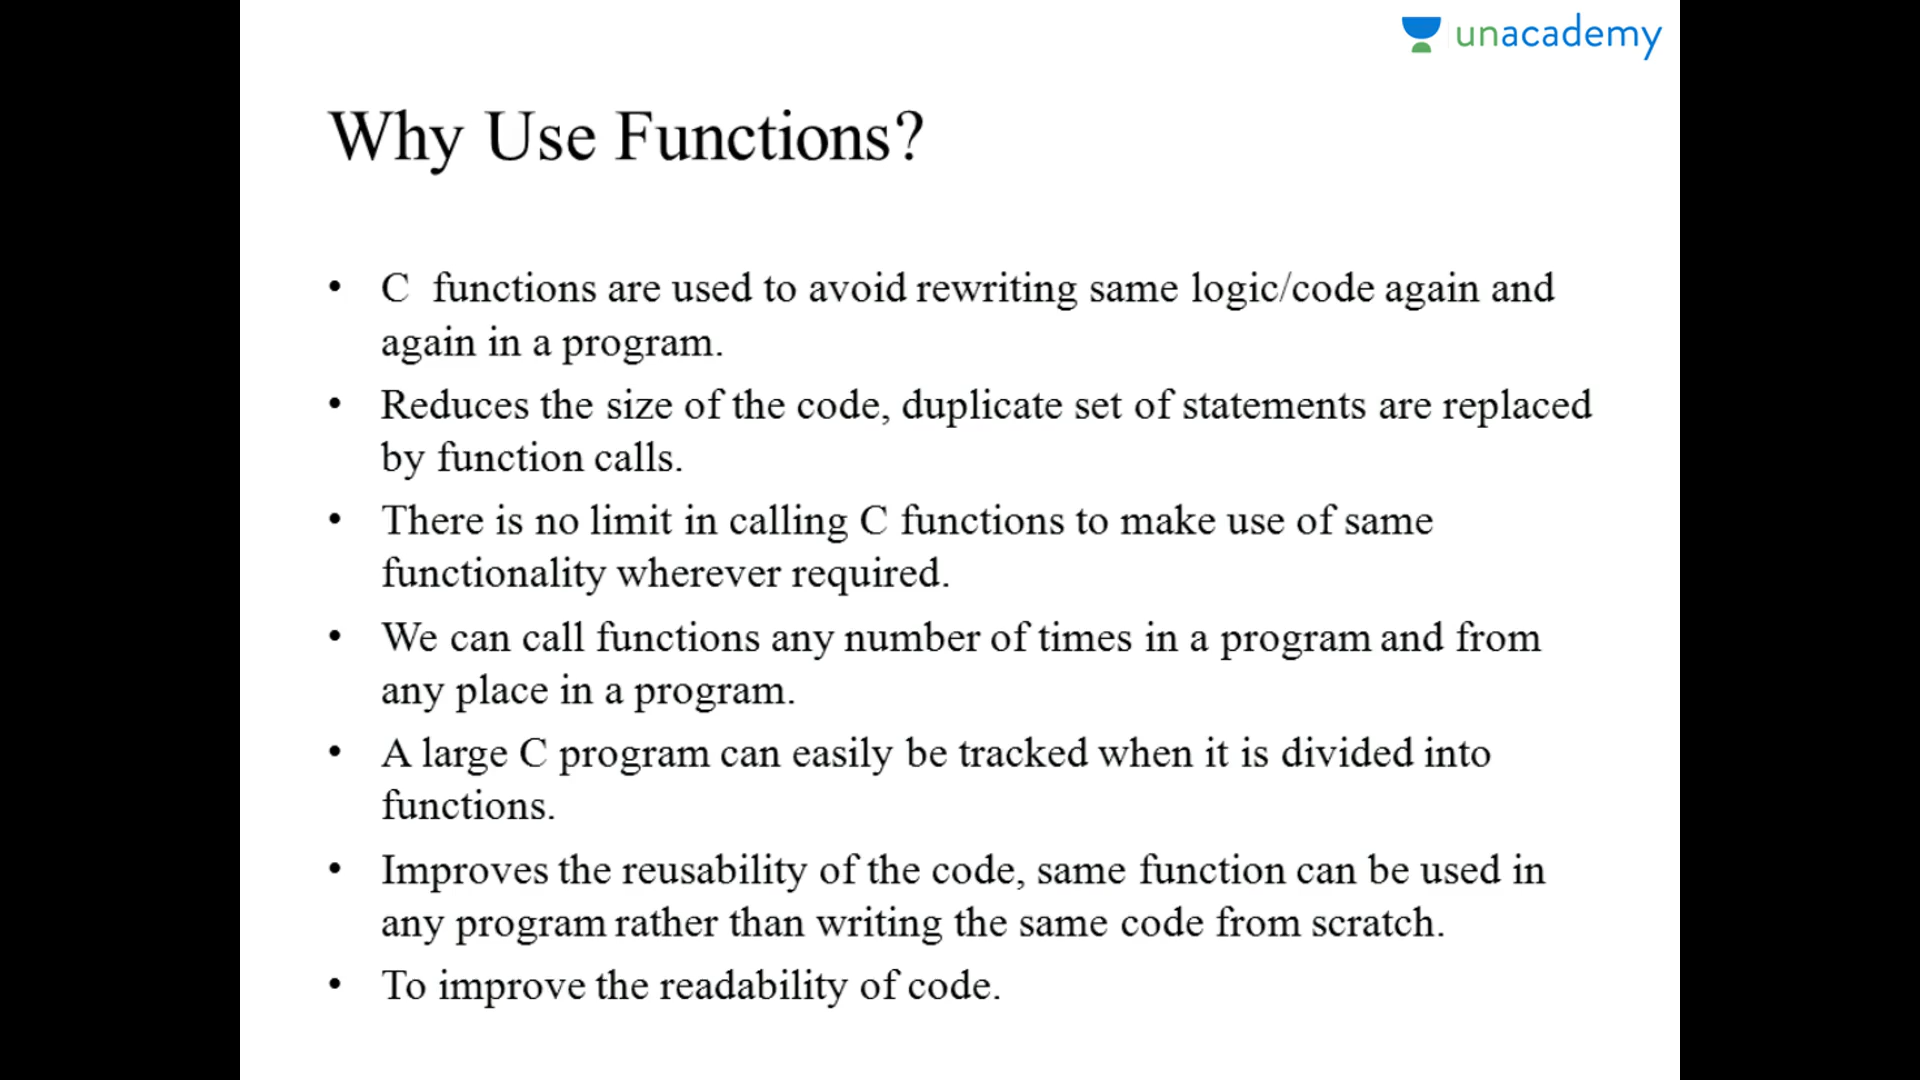 unacademy
Why Use Functions?
• C functions are used to avoid rewriting same logic/code again and
again in a program.
• Reduces the size of the code, duplicate set of statements are replaced
by function calls.
• There is no limit in calling C functions to make use of same
functionality wherever required.
• We can call functions any number of times in a program and from
any place in a program.
• A large C program can easily be tracked when it is divided into
functions.
• Improves the reusability of the code, same function can be used in
any program rather than writing the same code from scratch.
• To improve the readability of code.